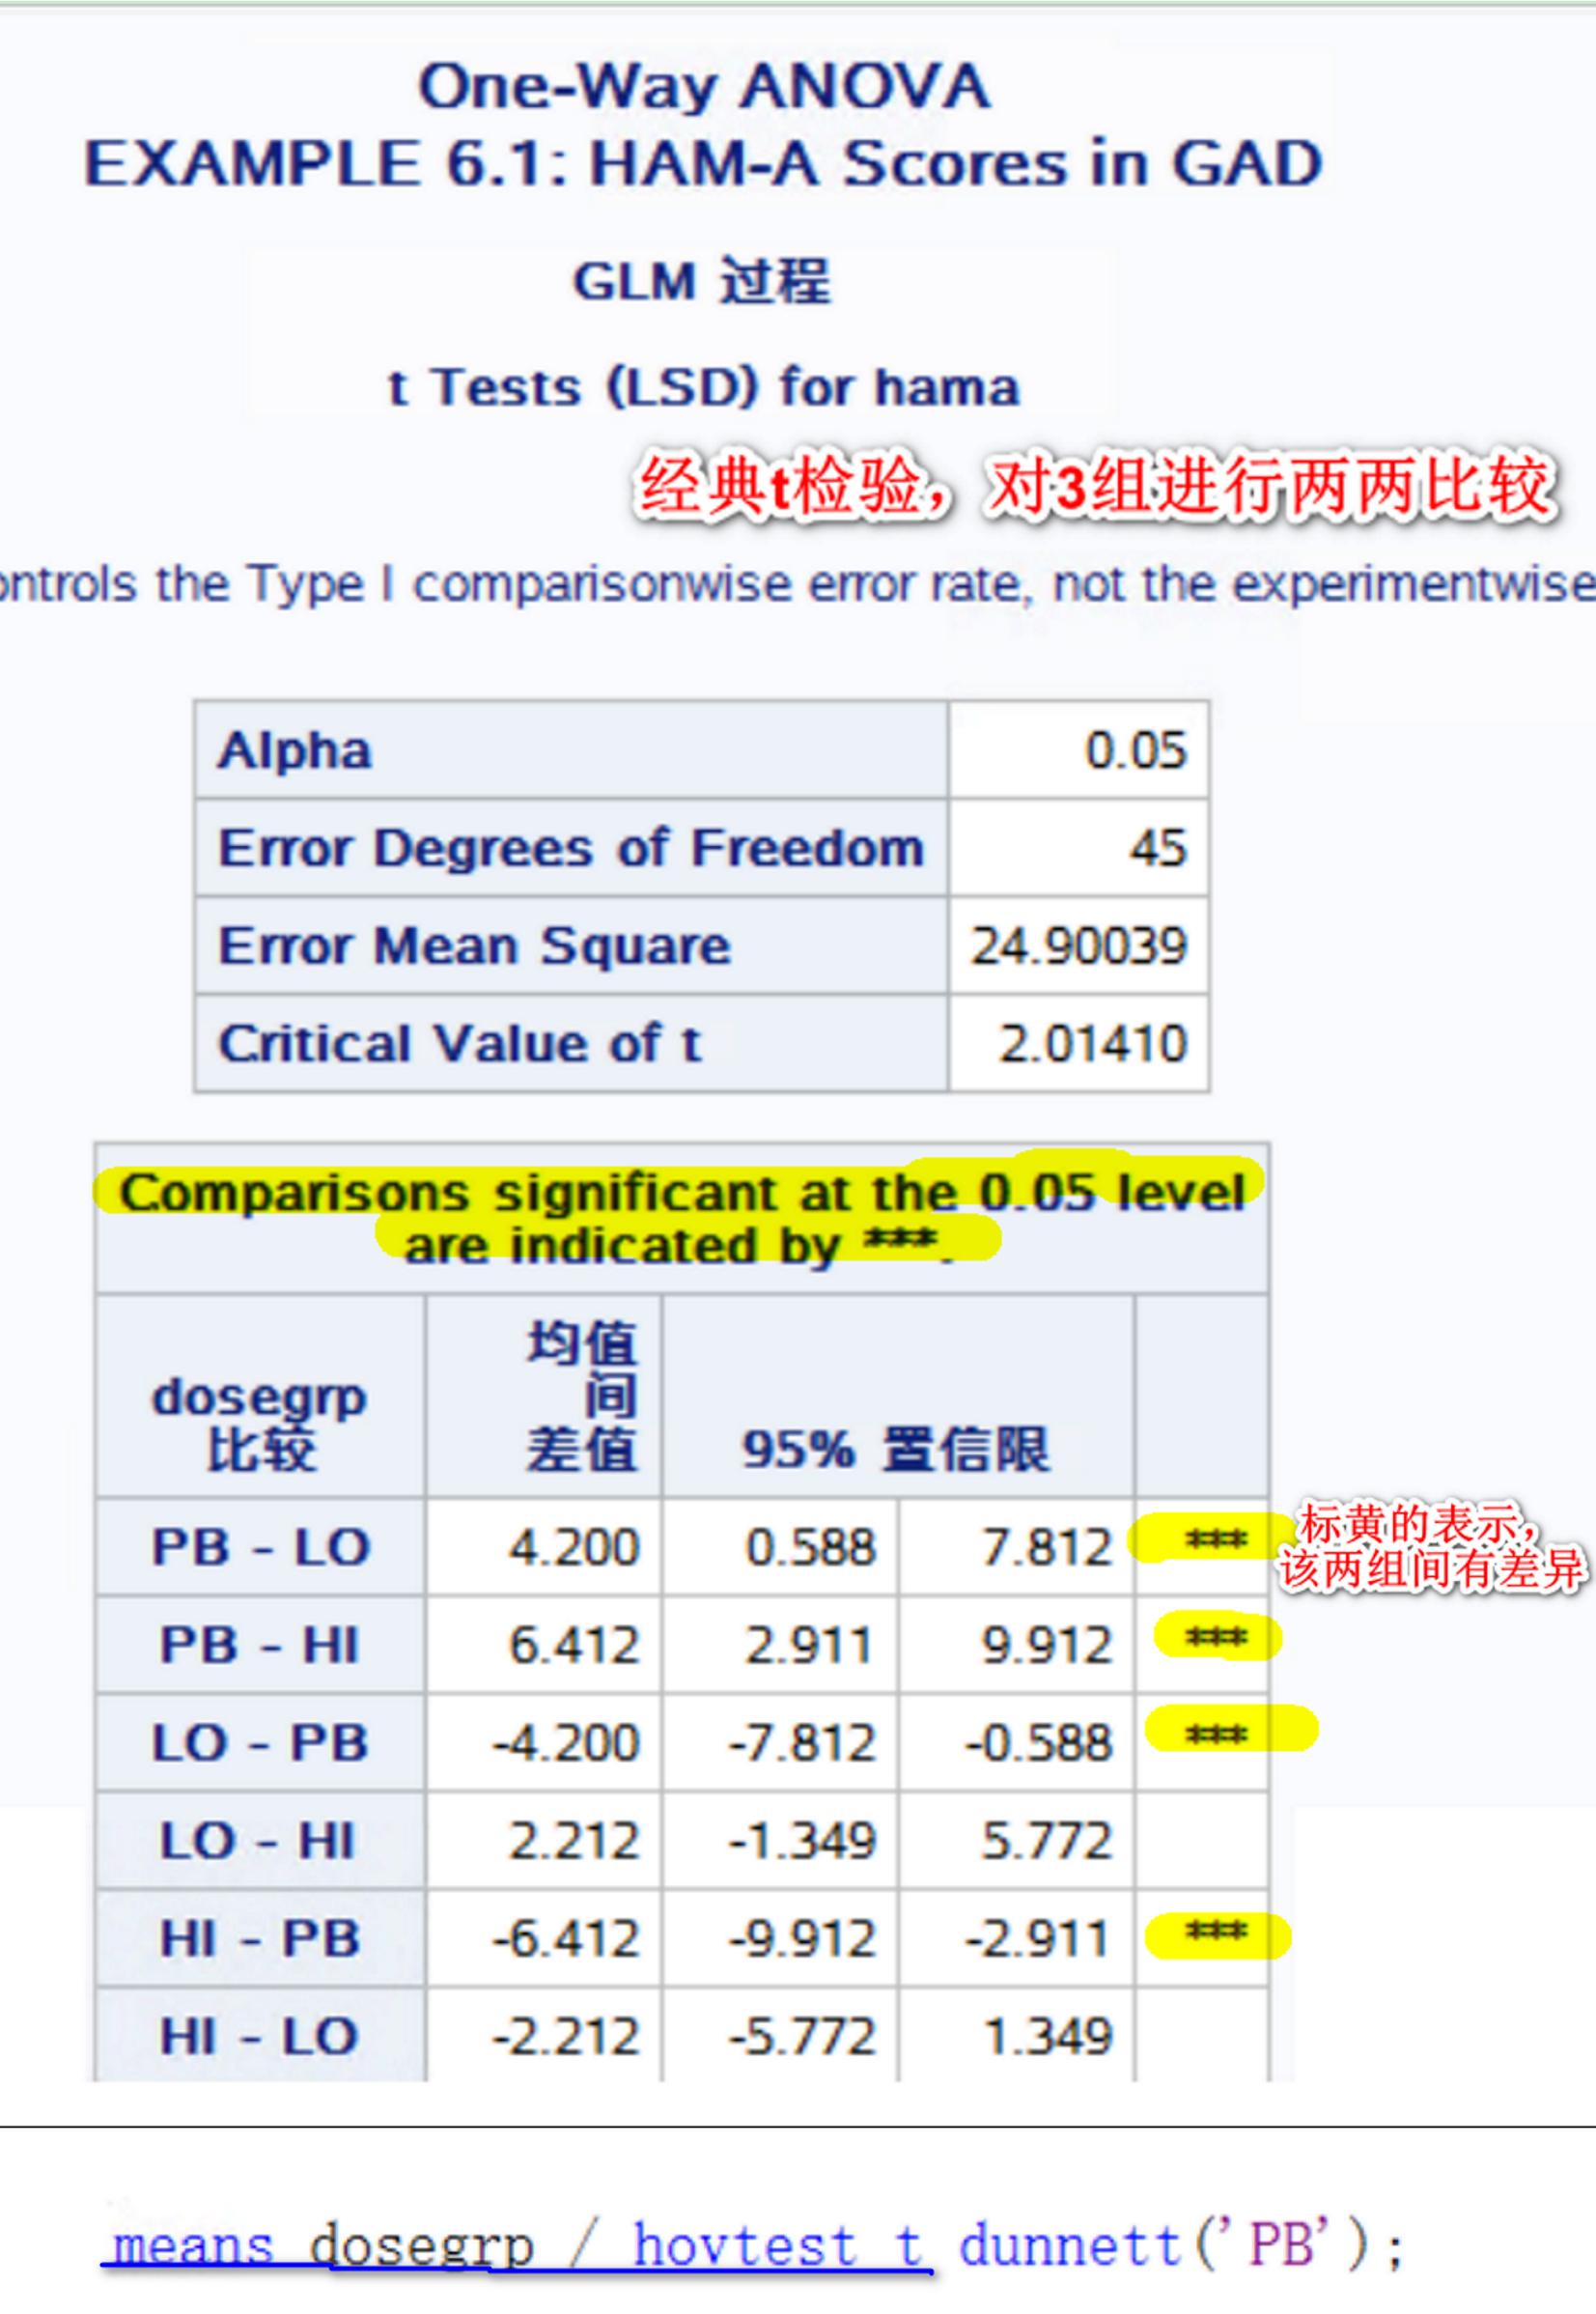 One-Way ANOVA
EXAMPLE 6.1: HAM-A Scores in GAD
GLM 过程
t Tests (LSD) for hama
经典t检验，对3组进行两两比较
ontrols the Type I comparisonwise error rate, not the experimentwise
Alpha 0.05
Error Degrees of Freedom 45
Error Mean Square 24.90039
Critical Value of t 2.01410
Comparisons significant at the 0.05 level
are indicated by ***.
dosegrp
比较
均值
间
差值
95% 置信限
PB - LO 4.200 0.588 7.812 ***
标黄的表示，
该两组间有差异
PB - HI 6.412 2.911 9.912 ***
LO - PB -4.200 -7.812 -0.588 ***
LO - HI 2.212 -1.349 5.772
HI - PB -6.412 -9.912 -2.911 ***
HI - LO -2.212 -5.772 1.349
means dosegrp / hovtest t dunnett('PB');